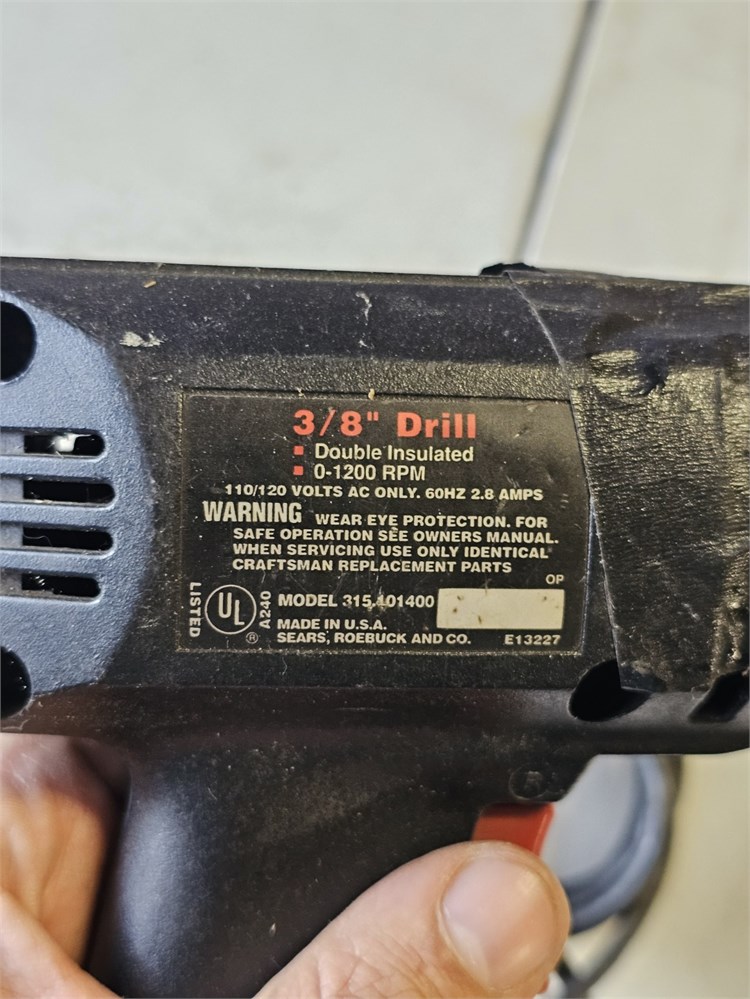 3/8" Drill
▪ Double Insulated
▪ 0-1200 RPM
110/120 VOLTS AC ONLY. 60HZ 2.8 AMPS
WARNING WEAR EYE PROTECTION. FOR
SAFE OPERATION SEE OWNERS MANUAL.
WHEN SERVICING USE ONLY IDENTICAL
CRAFTSMAN REPLACEMENT PARTS
OP
LISTED UL ® A240
MODEL 315.101400
MADE IN U.S.A.
SEARS, ROEBUCK AND CO. E13227